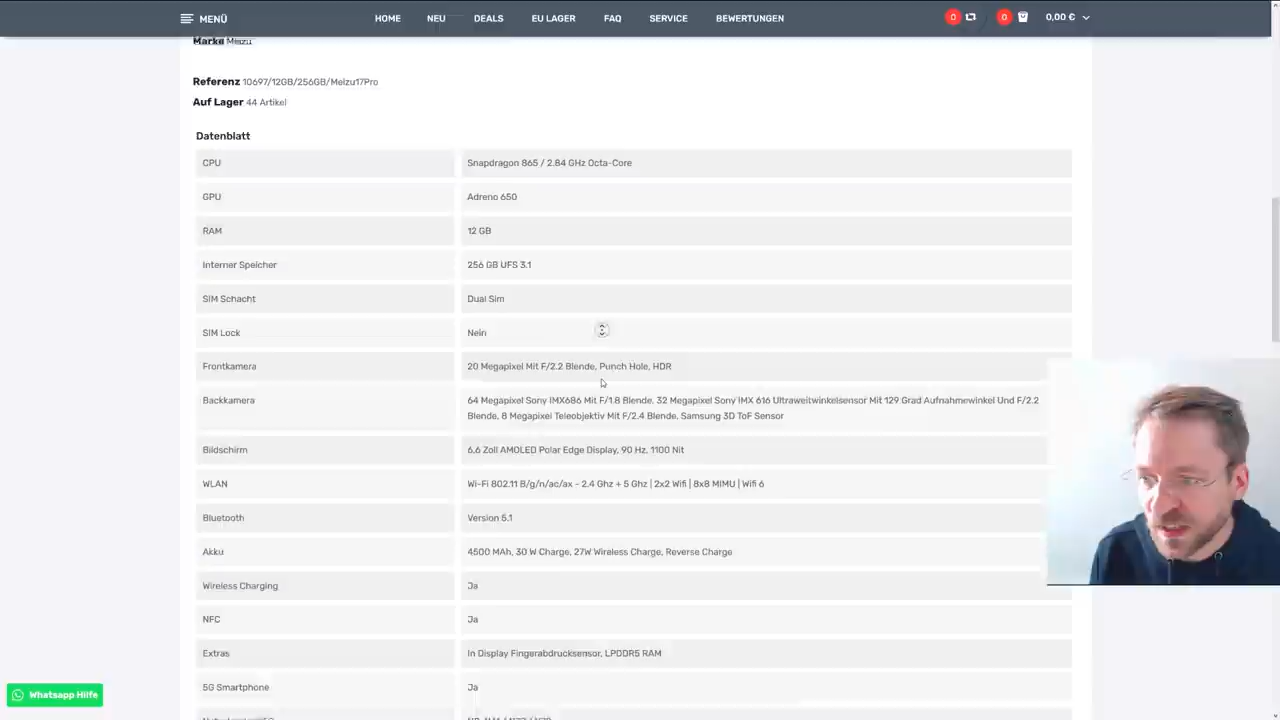 MENÜ
HOME
NEU
DEALS
EU LAGER
FAQ
SERVICE
BEWERTUNGEN
0
0
0,00 €
Marke Meizu
Referenz 10697/12GB/256GB/Meizu17Pro
Auf Lager 44 Artikel
Datenblatt
CPU Snapdragon 865 / 2.84 GHz Octa-Core
GPU Adreno 650
RAM 12 GB
Interner Speicher 256 GB UFS 3.1
SIM Schacht Dual Sim
SIM Lock Nein
Frontkamera 20 Megapixel Mit F/2.2 Blende, Punch Hole, HDR
Backkamera 64 Megapixel Sony IMX686 Mit F/1.8 Blende, 32 Megapixel Sony IMX 616 Ultraweitwinkelsensor Mit 129 Grad Aufnahmewinkel Und F/2.2
Blende, 8 Megapixel Teleobjektiv Mit F/2.4 Blende, Samsung 3D ToF Sensor
Bildschirm 6,6 Zoll AMOLED Polar Edge Display, 90 Hz, 1100 Nit
WLAN Wi-Fi 802.11 B/g/n/ac/ax - 2.4 Ghz + 5 Ghz | 2x2 Wifi | 8x8 MIMU | Wifi 6
Bluetooth Version 5.1
Akku 4500 MAh, 30 W Charge, 27W Wireless Charge, Reverse Charge
Wireless Charging Ja
NFC Ja
Extras In Display Fingerabdrucksensor, LPDDR5 RAM
5G Smartphone Ja
Whatsapp Hilfe